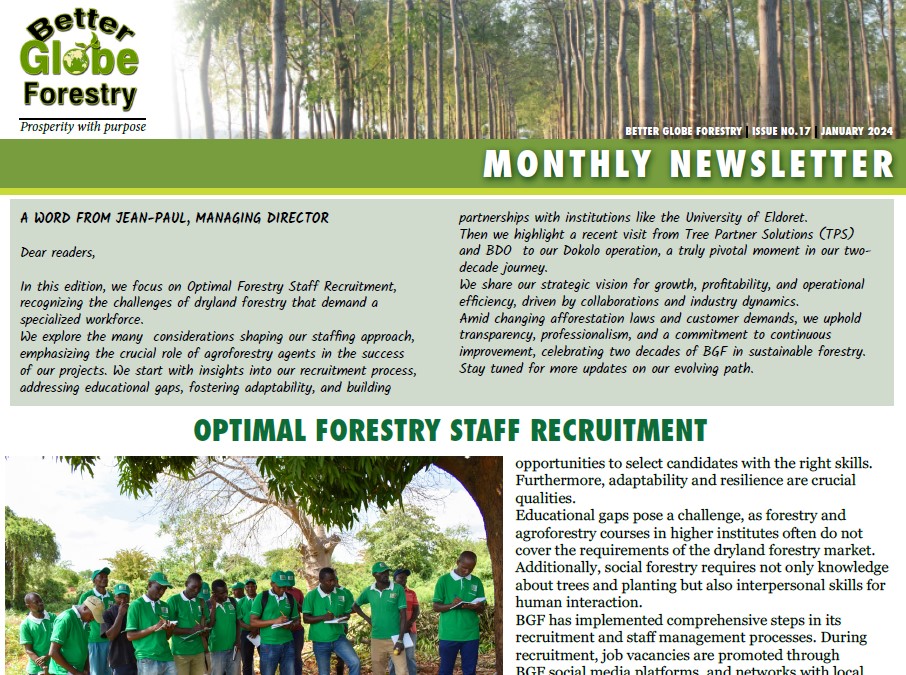 Better
Globe
Forestry
Prosperity with purpose
BETTER GLOBE FORESTRY | ISSUE NO.17 | JANUARY 2024
MONTHLY NEWSLETTER
A WORD FROM JEAN-PAUL, MANAGING DIRECTOR
Dear readers,
In this edition, we focus on Optimal Forestry Staff Recruitment,
recognizing the challenges of dryland forestry that demand a
specialized workforce.
We explore the many considerations shaping our staffing approach,
emphasizing the crucial role of agroforestry agents in the success
of our projects. We start with insights into our recruitment process,
addressing educational gaps, fostering adaptability, and building
partnerships with institutions like the University of Eldoret.
Then we highlight a recent visit from Tree Partner Solutions (TPS)
and BDO to our Dokolo operation, a truly pivotal moment in our two-
decade journey.
We share our strategic vision for growth, profitability, and operational
efficiency, driven by collaborations and industry dynamics.
Amid changing afforestation laws and customer demands, we uphold
transparency, professionalism, and a commitment to continuous
improvement, celebrating two decades of BGF in sustainable forestry.
Stay tuned for more updates on our evolving path.
OPTIMAL FORESTRY STAFF RECRUITMENT
opportunities to select candidates with the right skills.
Furthermore, adaptability and resilience are crucial
qualities.
Educational gaps pose a challenge, as forestry and
agroforestry courses in higher institutes often do not
cover the requirements of the dryland forestry market.
Additionally, social forestry requires not only knowledge
about trees and planting but also interpersonal skills for
human interaction.
BGF has implemented comprehensive steps in its
recruitment and staff management processes. During
recruitment, job vacancies are promoted through
BGF social media platforms, and networks with local